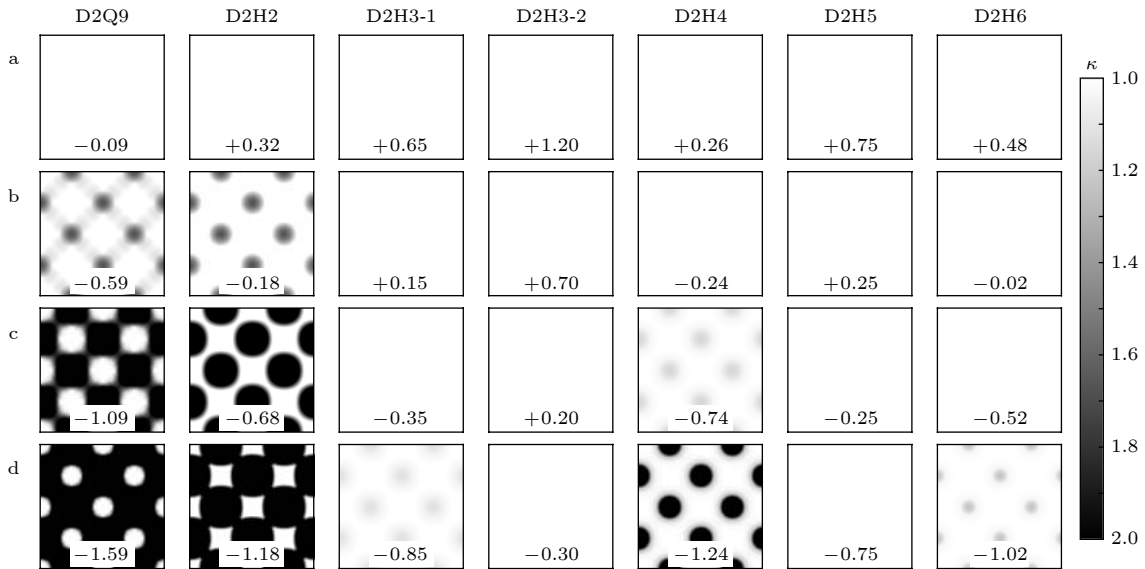 D2Q9 D2H2 D2H3-1 D2H3-2 D2H4 D2H5 D2H6
a
κ
1.0
−0.09 +0.32 +0.65 +1.20 +0.26 +0.75 +0.48
1.2
b
1.4
−0.59 −0.18 +0.15 +0.70 −0.24 +0.25 −0.02
c
1.6
−1.09 −0.68 −0.35 +0.20 −0.74 −0.25 −0.52
1.8
d
2.0
−1.59 −1.18 −0.85 −0.30 −1.24 −0.75 −1.02